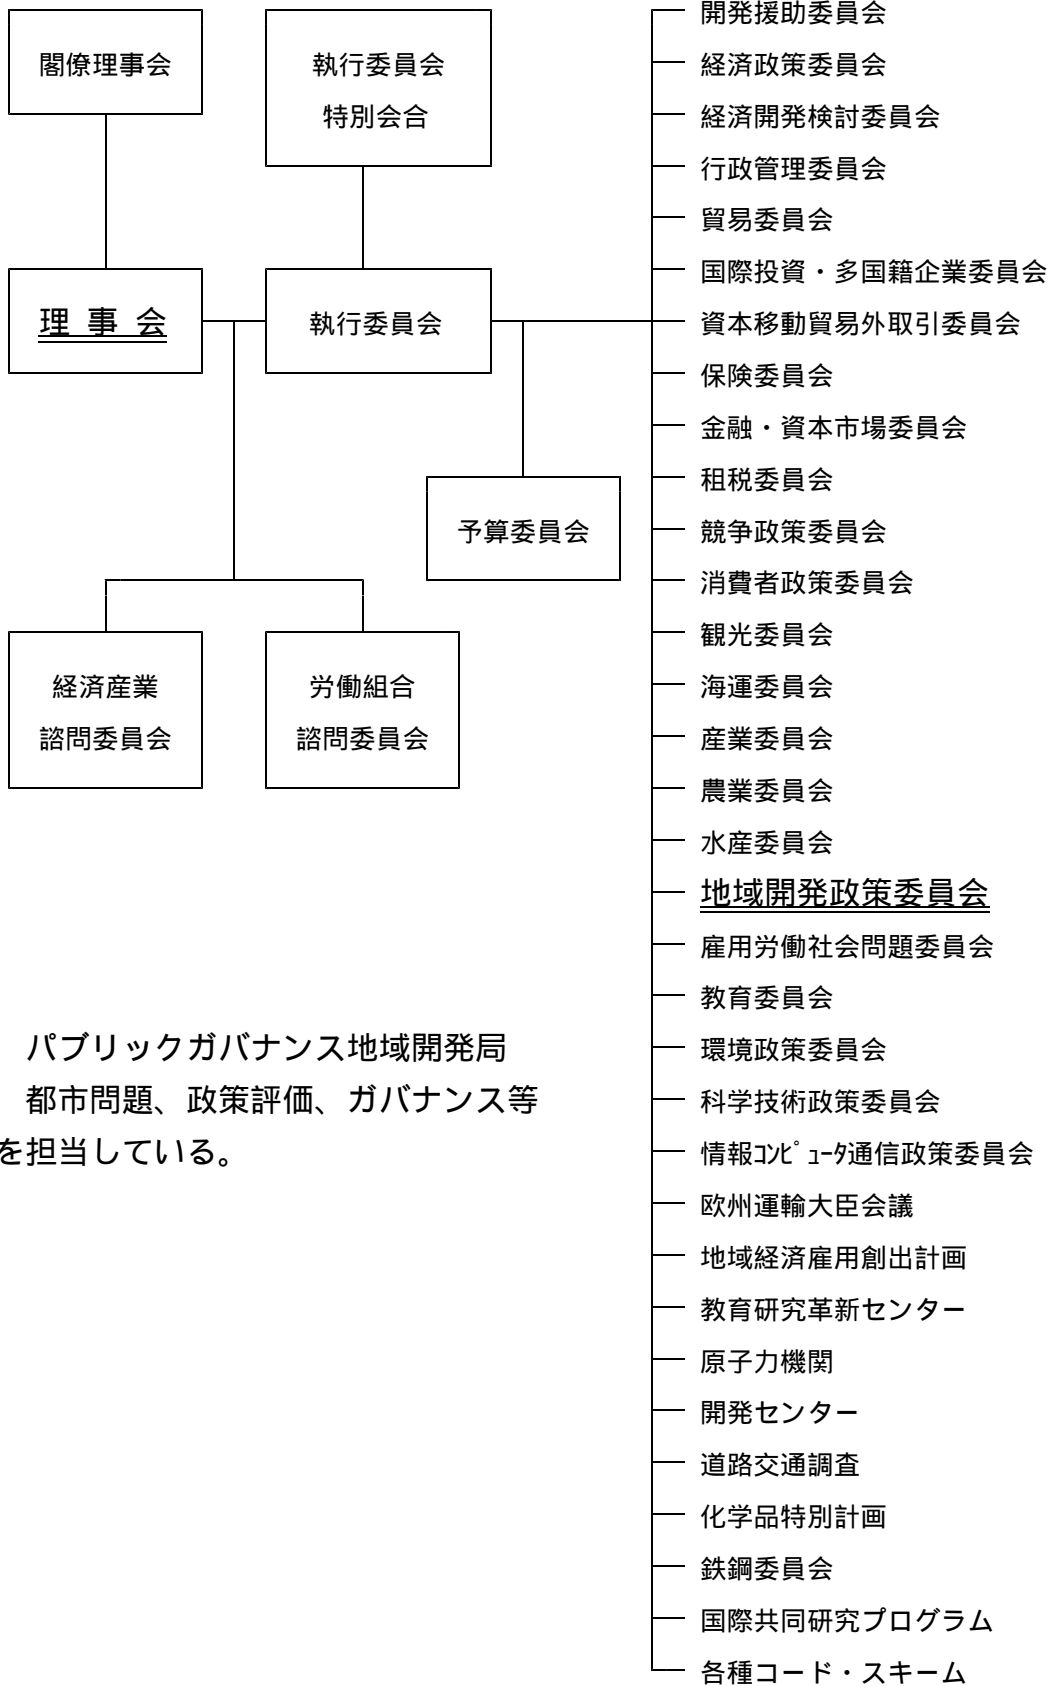 閣僚理事会
執行委員会
特別会合
理 事 会
執行委員会
予算委員会
経済産業
諮問委員会
労働組合
諮問委員会
パブリックガバナンス地域開発局
都市問題、政策評価、ガバナンス等
を担当している。
開発援助委員会
経済政策委員会
経済開発検討委員会
行政管理委員会
貿易委員会
国際投資・多国籍企業委員会
資本移動貿易外取引委員会
保険委員会
金融・資本市場委員会
租税委員会
競争政策委員会
消費者政策委員会
観光委員会
海運委員会
産業委員会
農業委員会
水産委員会
地域開発政策委員会
雇用労働社会問題委員会
教育委員会
環境政策委員会
科学技術政策委員会
情報ｺﾝﾋﾟｭｰﾀ通信政策委員会
欧州運輸大臣会議
地域経済雇用創出計画
教育研究革新センター
原子力機関
開発センター
道路交通調査
化学品特別計画
鉄鋼委員会
国際共同研究プログラム
各種コード・スキーム